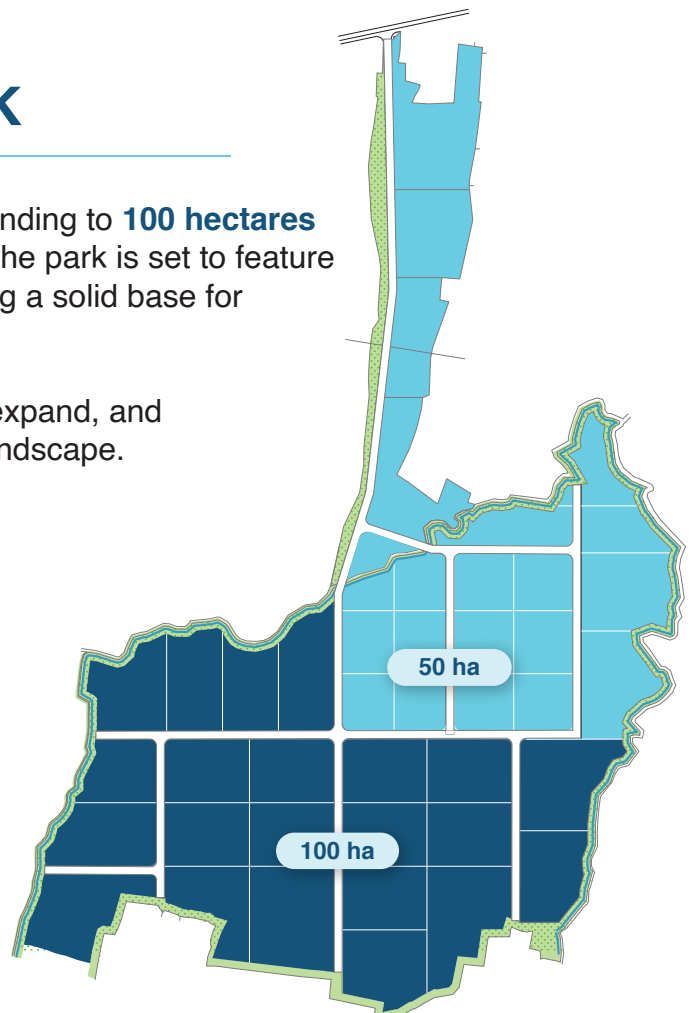 K
nding to 100 hectares
he park is set to feature
g a solid base for
expand, and
ndscape.
50 ha
100 ha